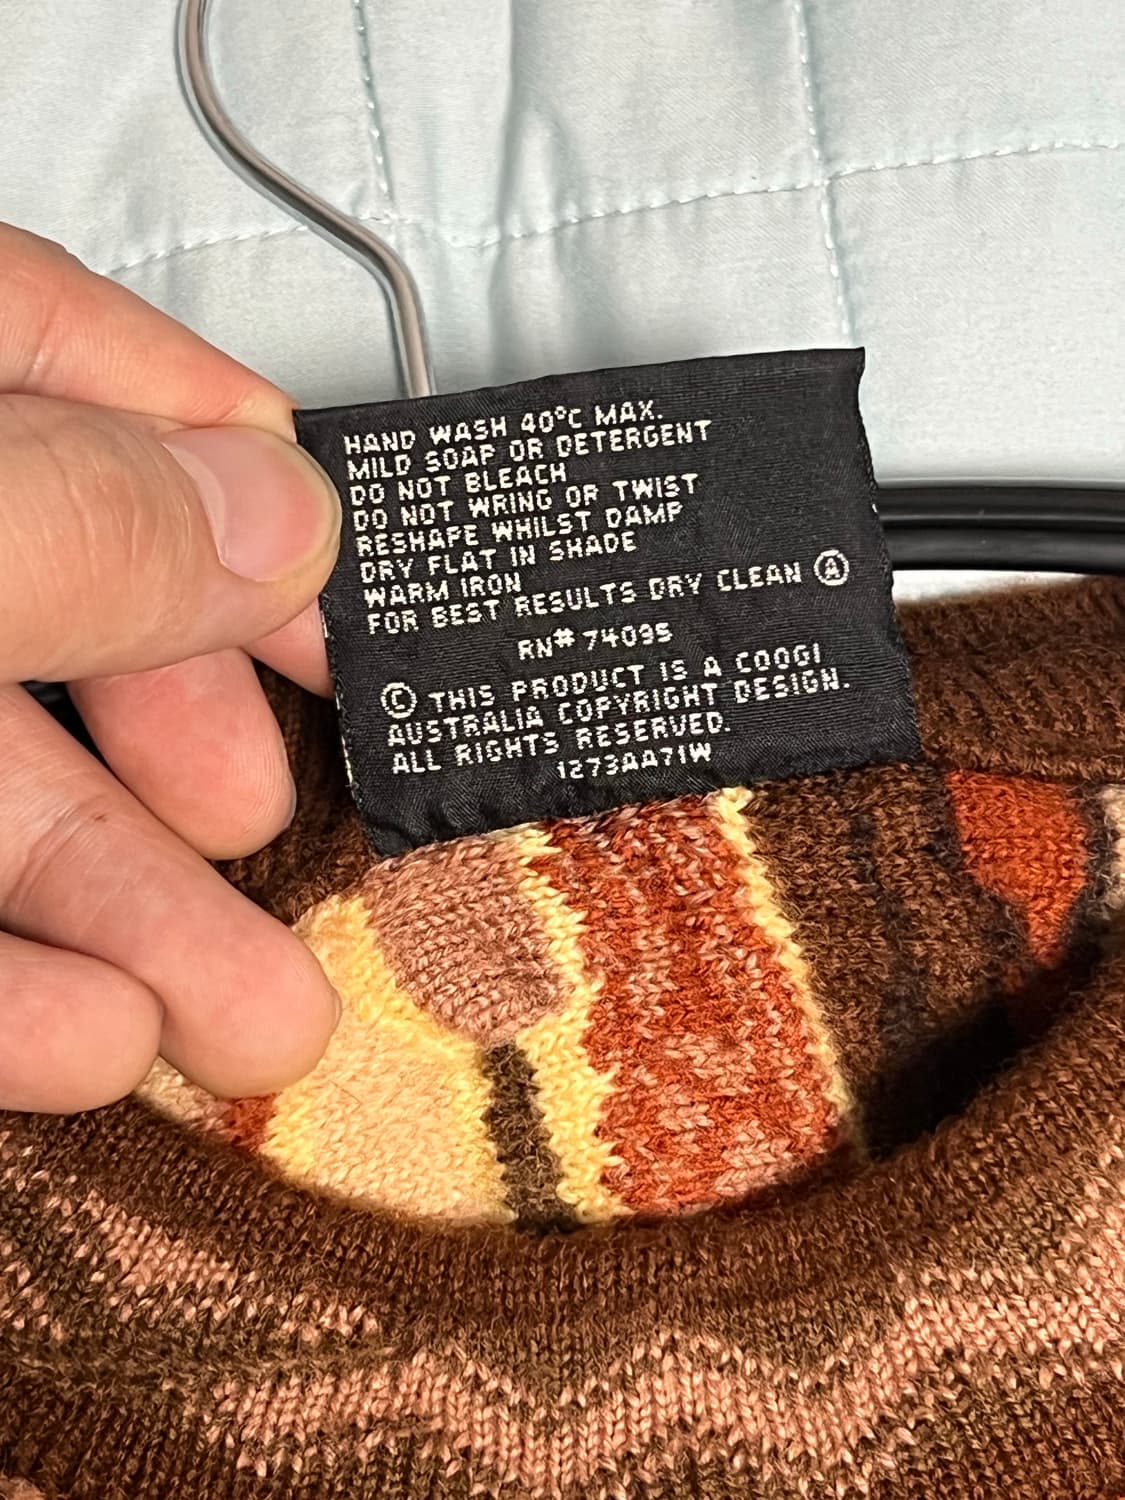 HAND WASH 40°C MAX.
MILD SOAP OR DETERGENT
DO NOT BLEACH
DO NOT WRING OR TWIST
RESHAPE WHILST DAMP
DRY FLAT IN SHADE
WARM IRON
FOR BEST RESULTS DRY CLEAN Ⓐ
RN# 74095
© THIS PRODUCT IS A COOGI
AUSTRALIA COPYRIGHT DESIGN.
ALL RIGHTS RESERVED.
1273AA71W